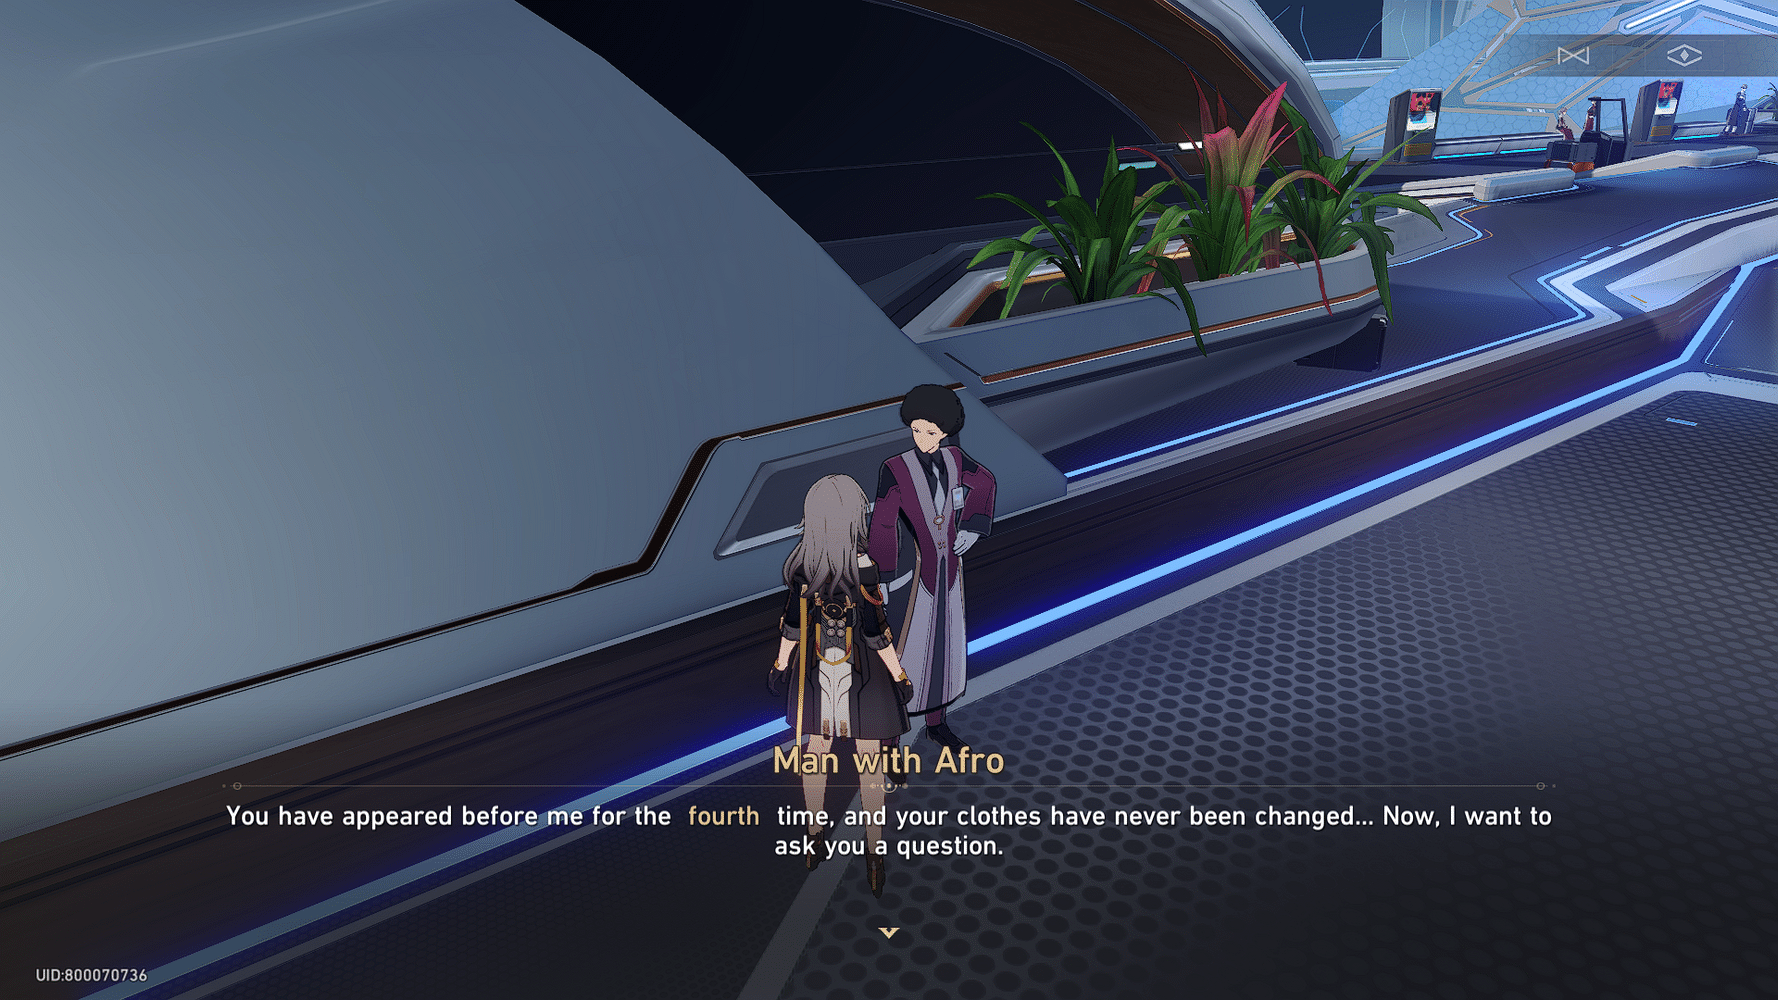 Man with Afro
You have appeared before me for the fourth time, and your clothes have never been changed... Now, I want to
ask you a question.
UID:800070736